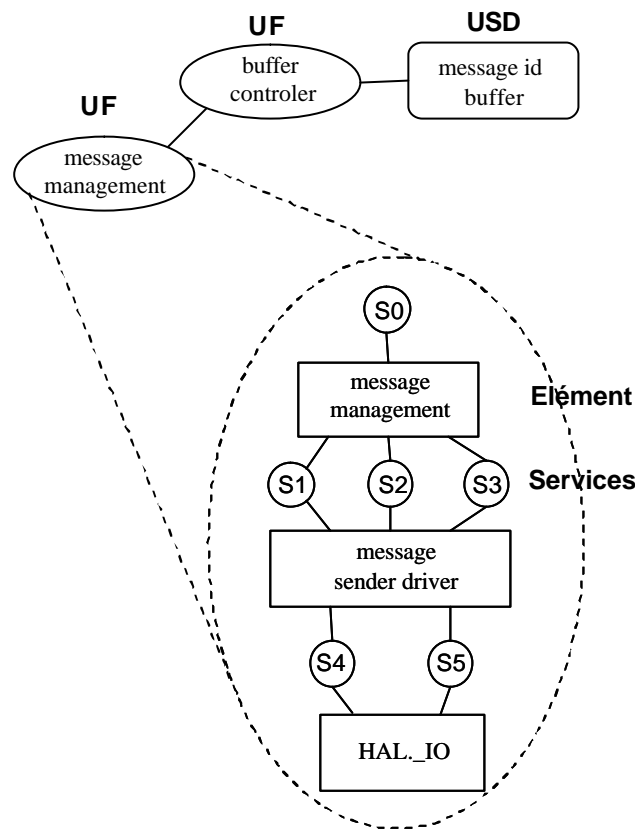 UF
USD
buffer
controler
message id
buffer
UF
message
management
S0
message
management
Elément
S1
S2
S3
Services
message
sender driver
S4
S5
HAL._IO